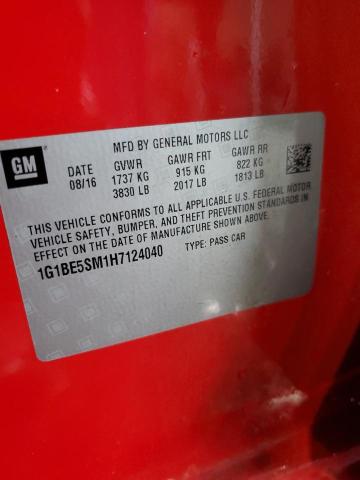 GM
MFD BY GENERAL MOTORS LLC
DATE GVWR GAWR FRT GAWR RR
08/16 1737 KG 915 KG 822 KG
3830 LB 2017 LB 1813 LB
THIS VEHICLE CONFORMS TO ALL APPLICABLE U.S. FEDERAL MOTOR
VEHICLE SAFETY, BUMPER, AND THEFT PREVENTION STANDARDS IN
EFFECT ON THE DATE OF MANUFACTURE SHOWN ABOVE.
1G1BE5SM1H7124040 TYPE: PASS CAR